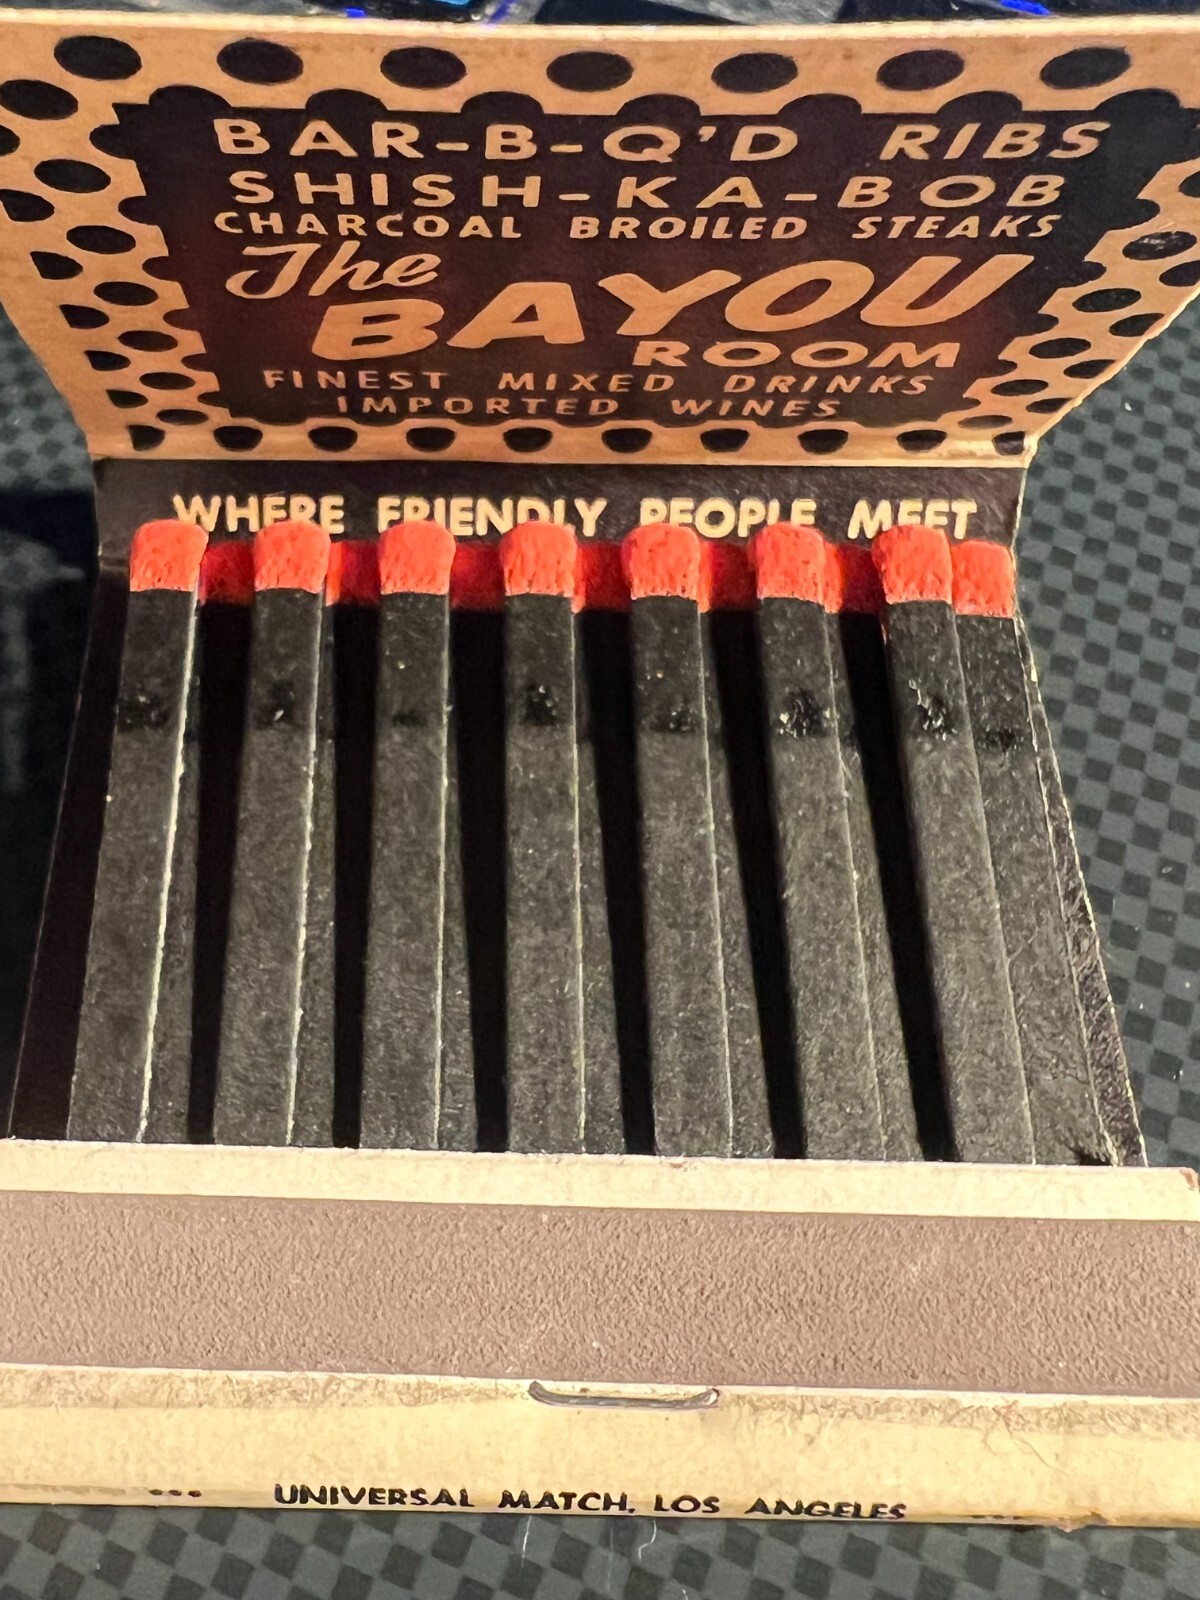 BAR-B-Q'D RIBS
SHISH-KA-BOB
CHARCOAL BROILED STEAKS
The
BAYOU
ROOM
FINEST MIXED DRINKS
IMPORTED WINES
WHERE FRIENDLY PEOPLE MEET
... UNIVERSAL MATCH, LOS ANGELES ...